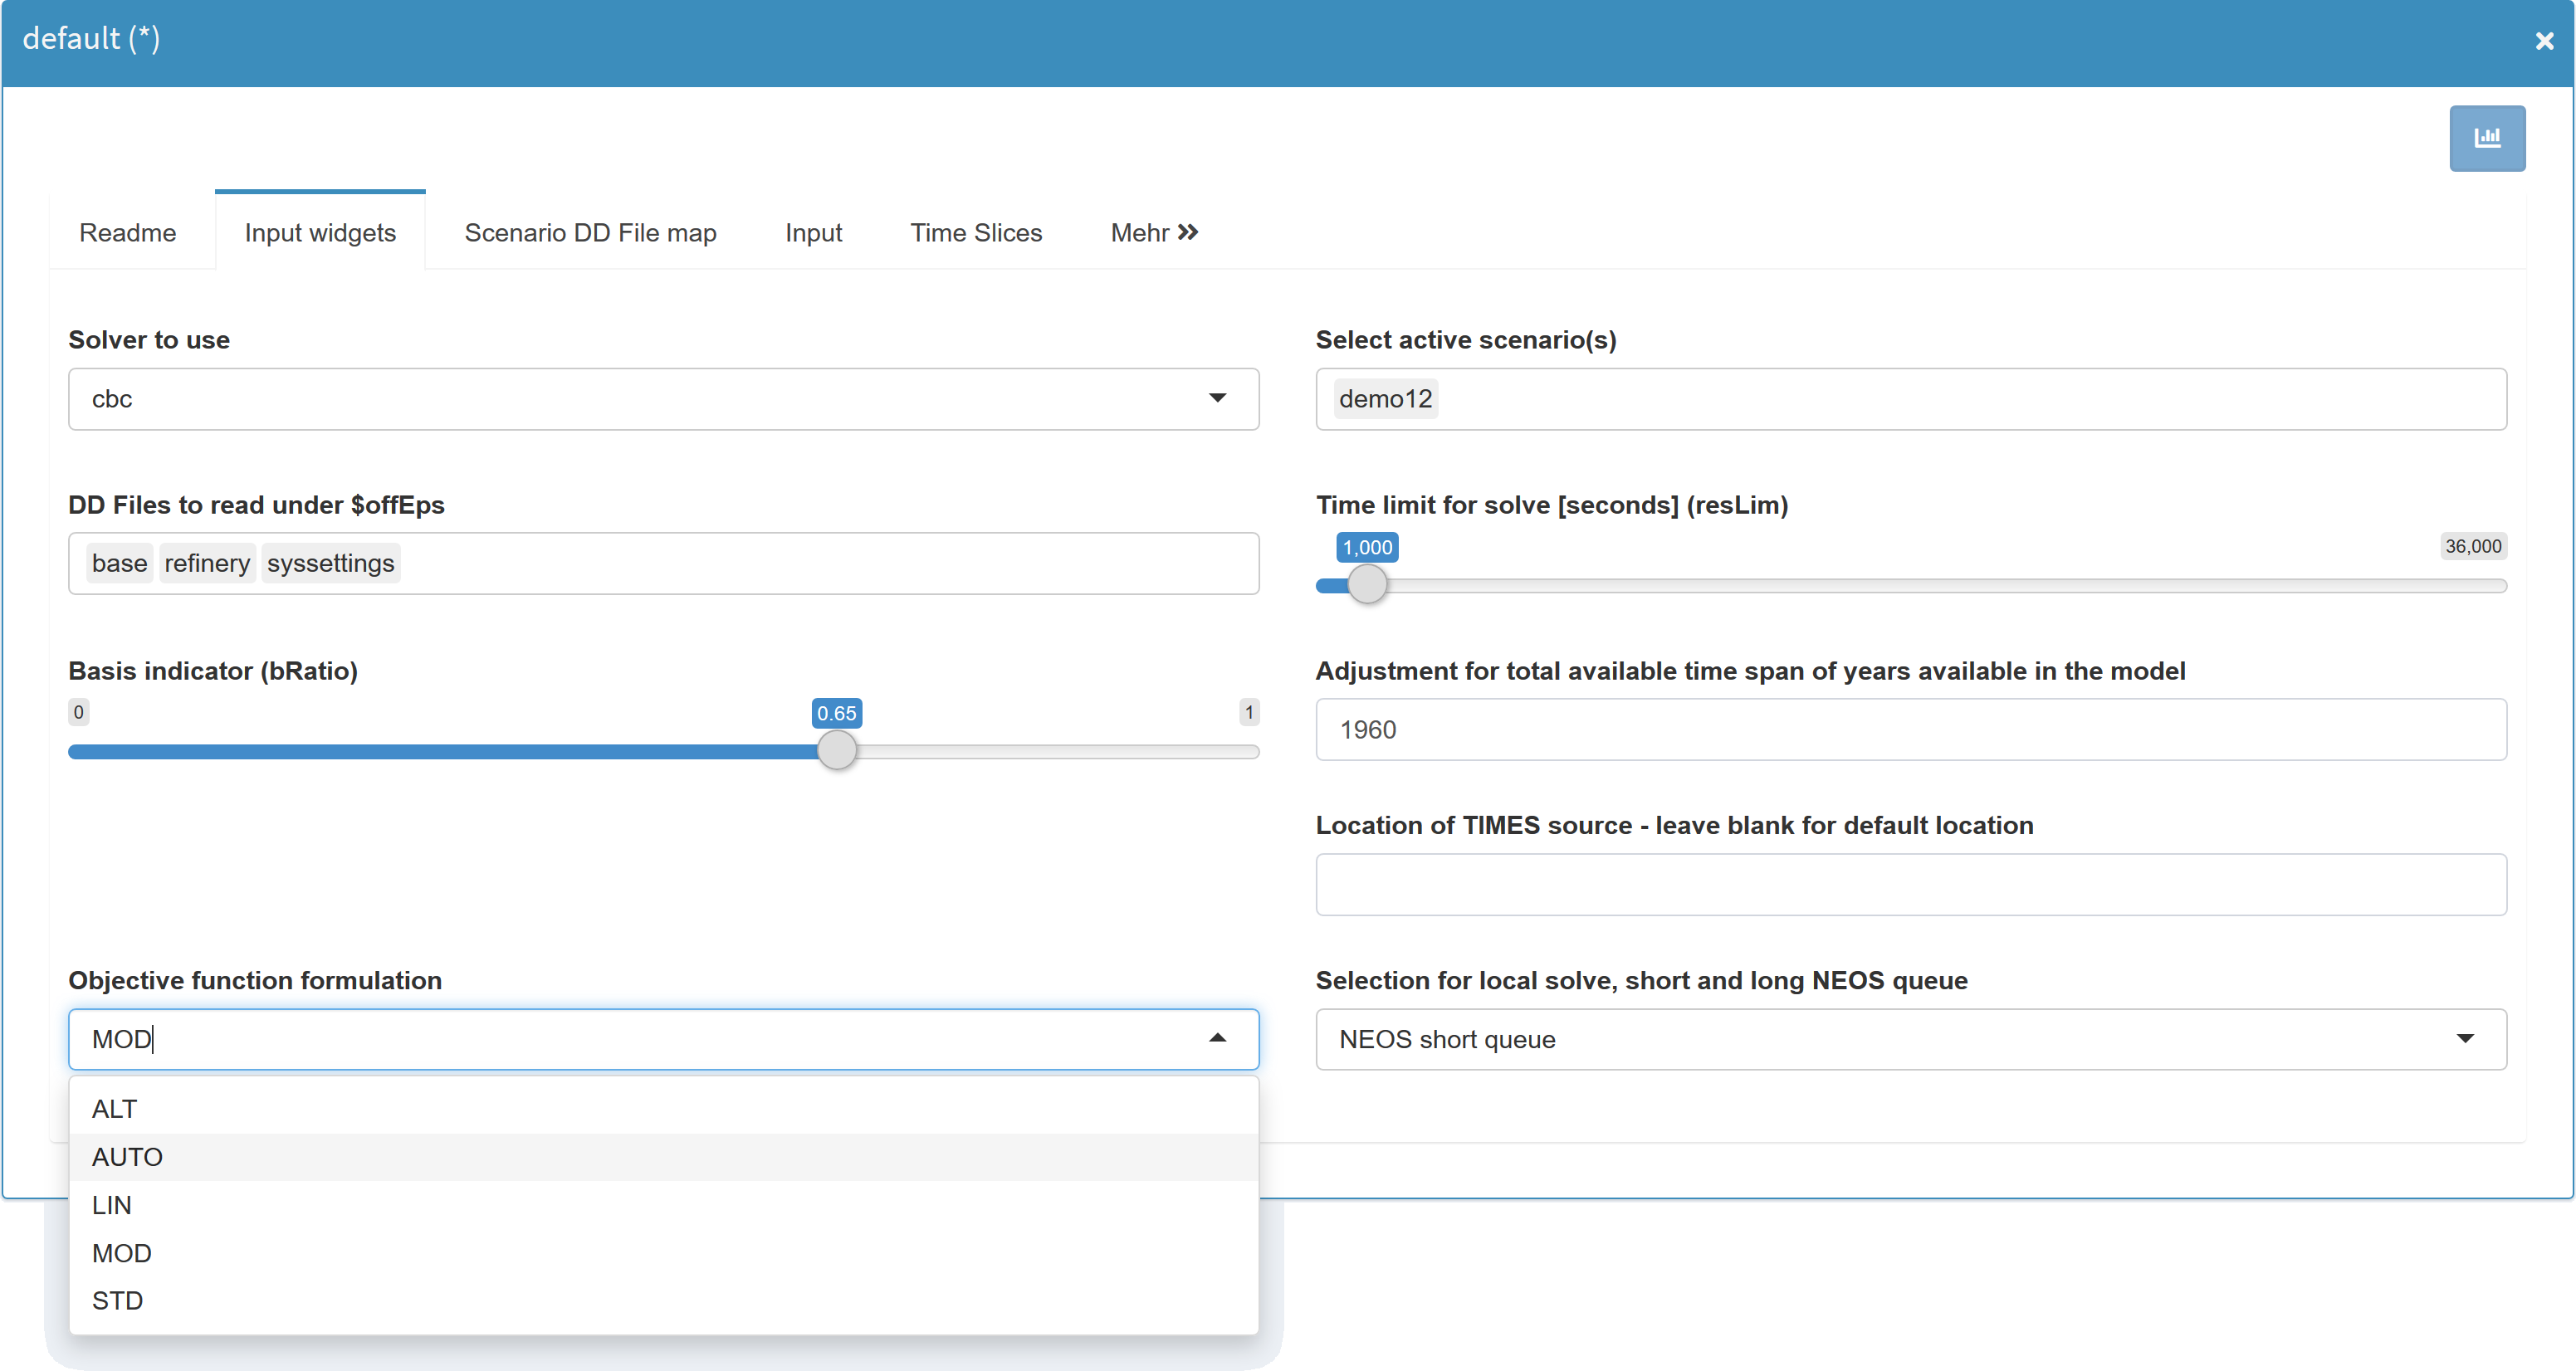 default (*)
Readme
Input widgets
Scenario DD File map
Input
Time Slices
Mehr
Solver to use
cbc
Select active scenario(s)
demo12
DD Files to read under $offEps
base refinery syssettings
Time limit for solve [seconds] (resLim)
1,000
36,000
Basis indicator (bRatio)
0
0.65
1
Adjustment for total available time span of years available in the model
1960
Location of TIMES source - leave blank for default location
Objective function formulation
MOD
ALT
AUTO
LIN
MOD
STD
Selection for local solve, short and long NEOS queue
NEOS short queue